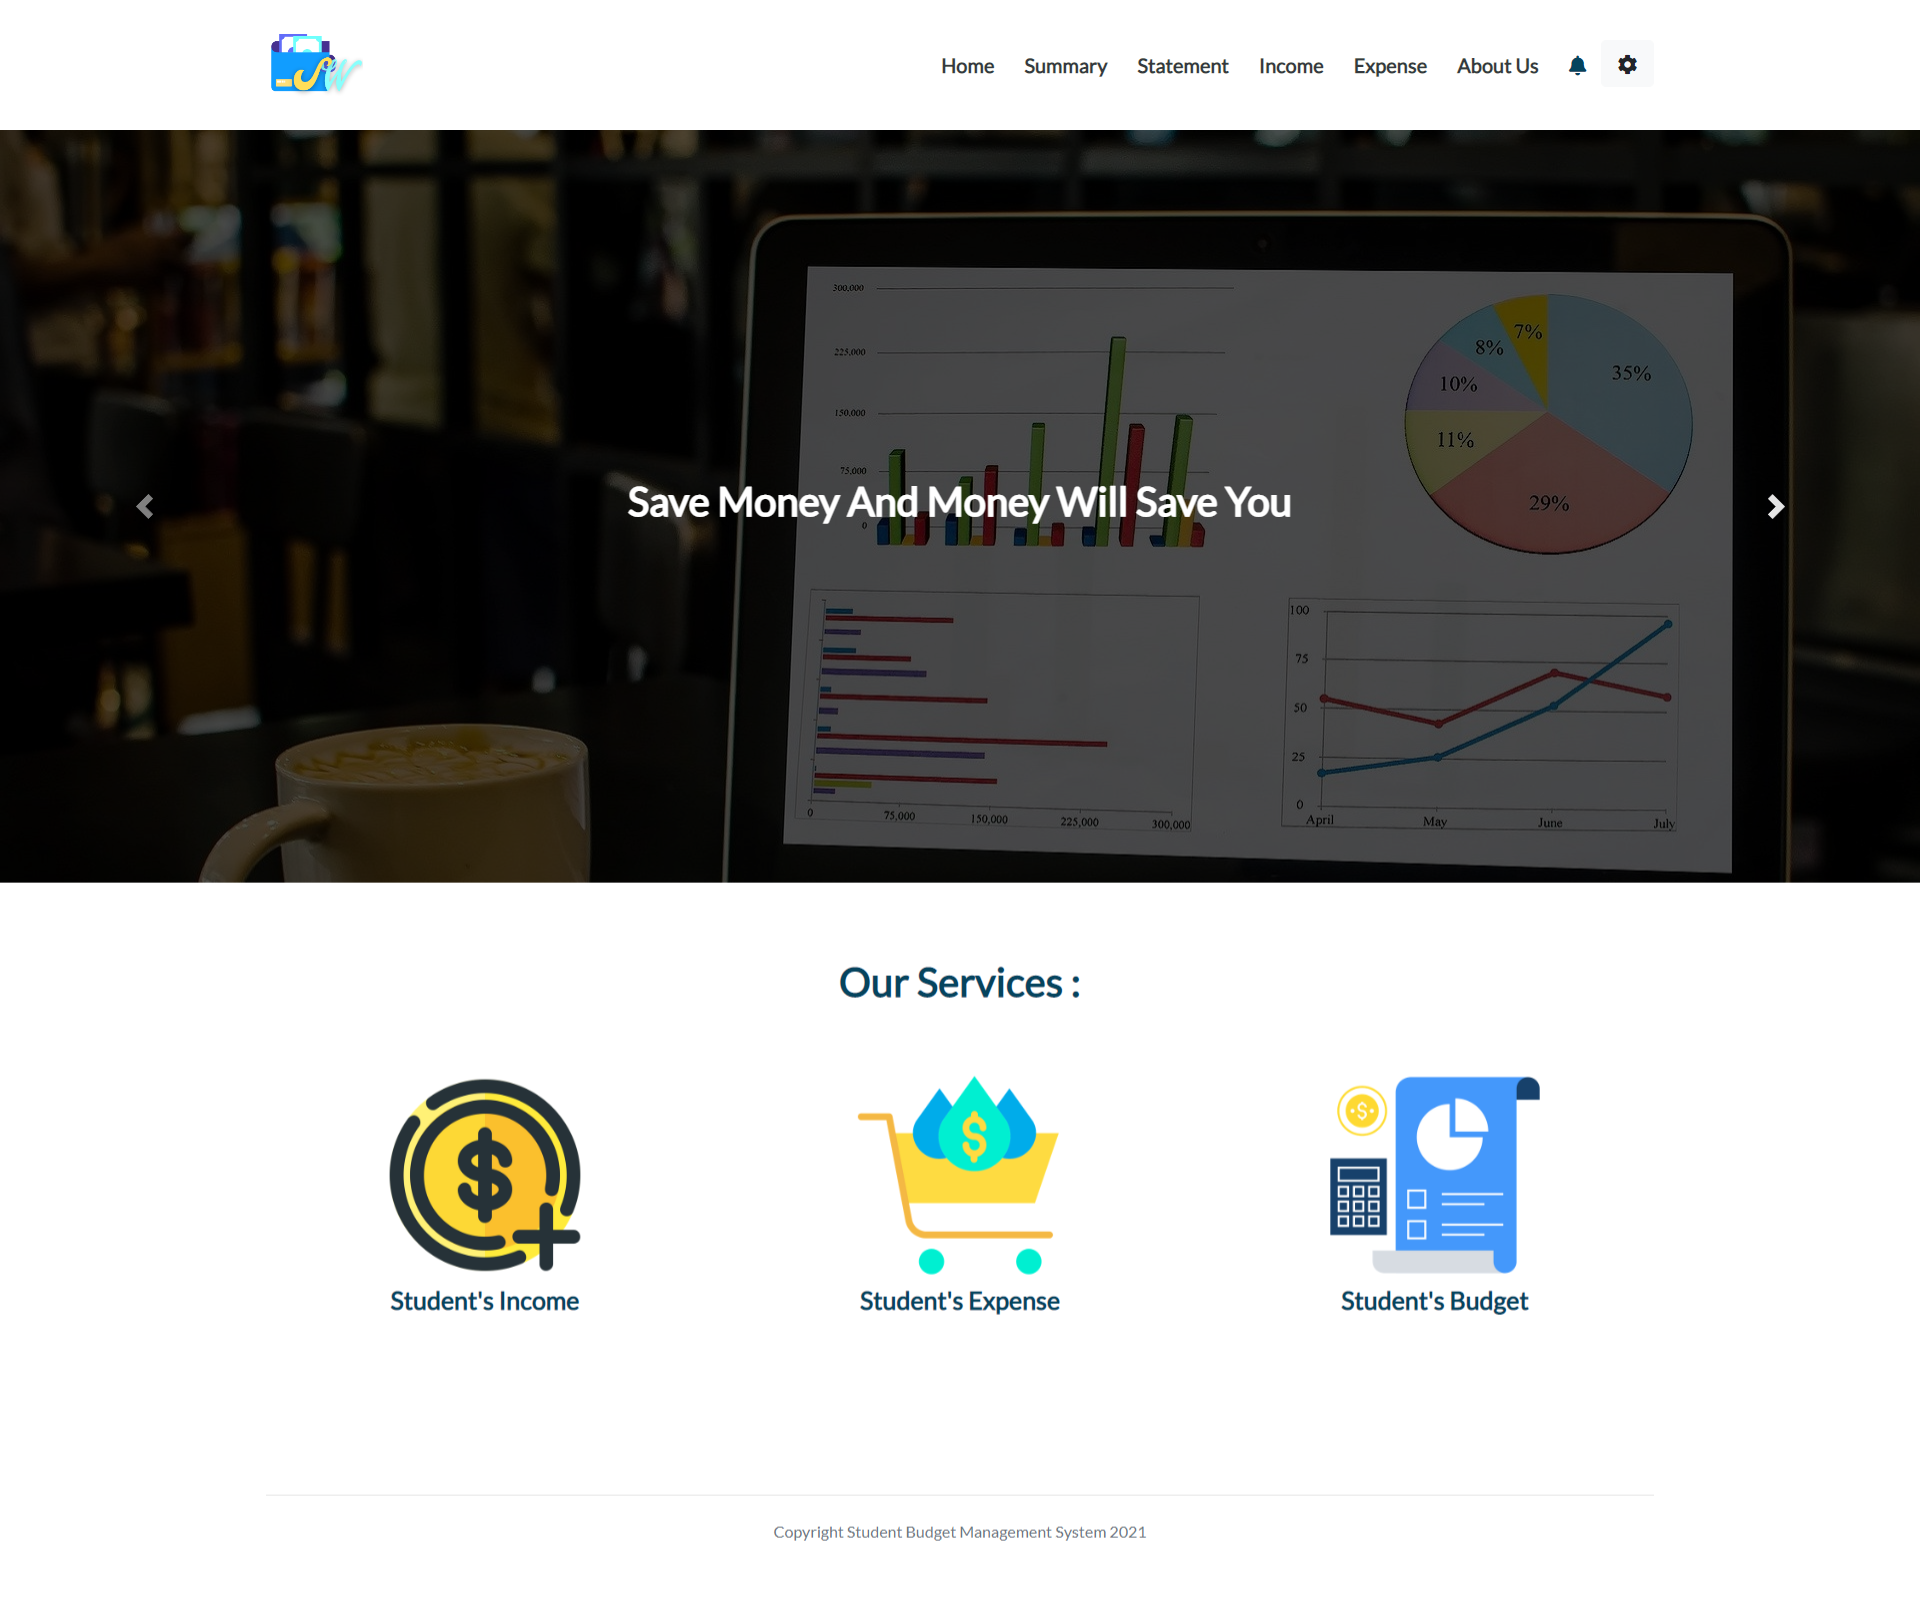 SW
Home Summary Statement Income Expense About Us
300,000
225,000
150,000
75,000
0
7%
8%
35%
10%
11%
29%
Save Money And Money Will Save You
0 75,000 150,000 225,000 300,000
100
75
50
25
0
April May June July
Our Services :
$
$
$
Student's Income Student's Expense Student's Budget
Copyright Student Budget Management System 2021